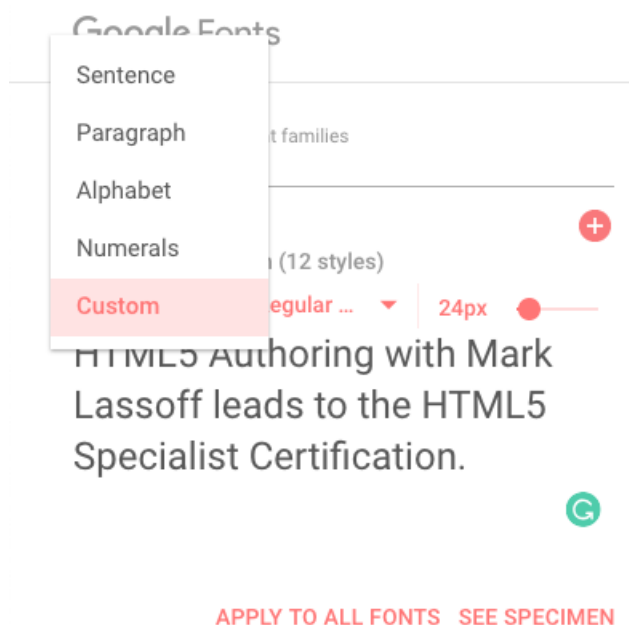 Google Fonts
Sentence
Paragraph
families
Alphabet
Numerals
(12 styles)
Custom
... 24px
HTML5 Authoring with Mark
Lassoff leads to the HTML5
Specialist Certification.
APPLY TO ALL FONTS SEE SPECIMEN